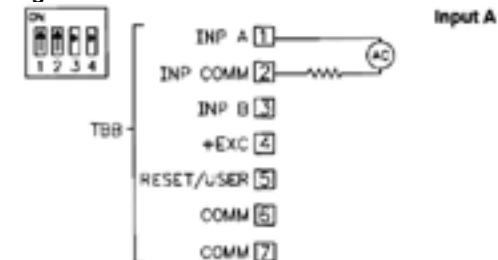 Input A
ON
1 2 3 4
INP A 1
AC
INP COMM 2
INP B 3
TBB
+EXC 4
RESET/USER 5
COMM 6
COMM 7